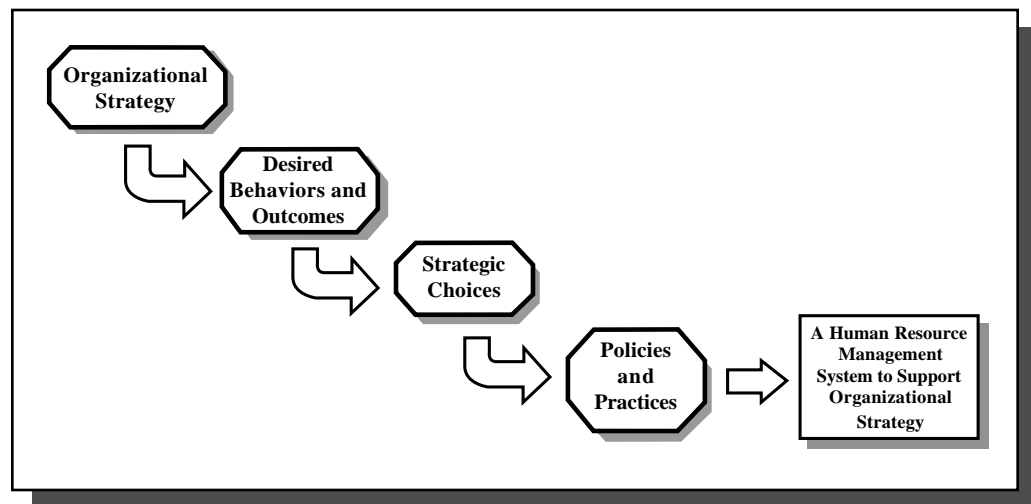 Organizational
Strategy
Desired
Behaviors and
Outcomes
Strategic
Choices
Policies
and
Practices
A Human Resource
Management
System to Support
Organizational
Strategy